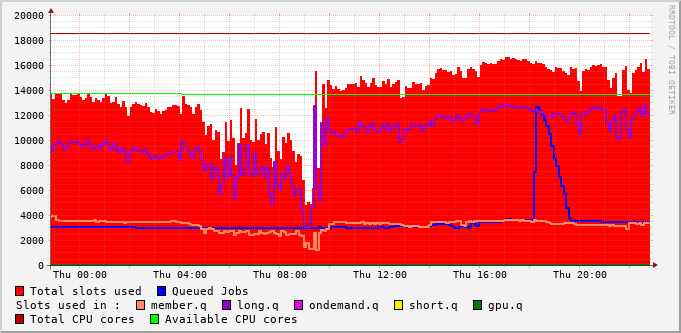 20000
18000
16000
14000
12000
10000
8000
6000
4000
2000
0
Thu 00:00 Thu 04:00 Thu 08:00 Thu 12:00 Thu 16:00 Thu 20:00
RRDTOOL / TOBI OETIKER
Total slots used Queued Jobs
Slots used in : member.q long.q ondemand.q short.q gpu.q
Total CPU cores Available CPU cores